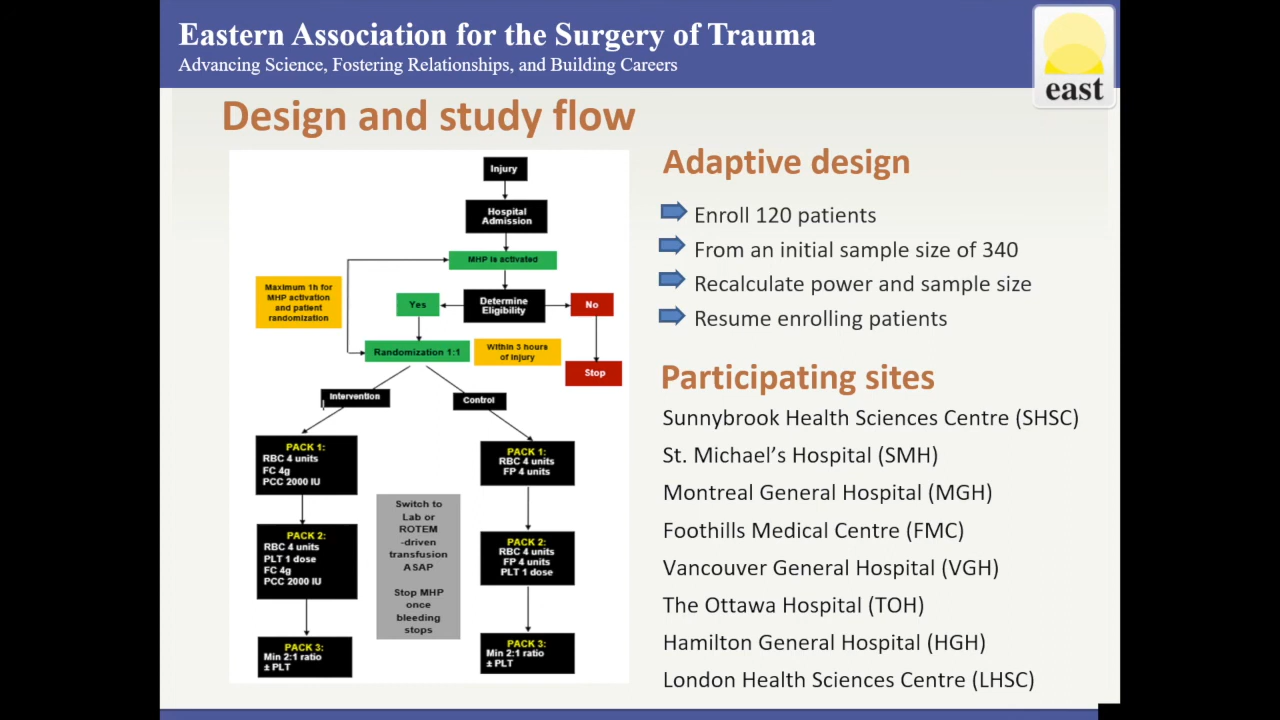 Eastern Association for the Surgery of Trauma
Advancing Science, Fostering Relationships, and Building Careers
east
Design and study flow
Injury
Hospital
Admission
MHP is activated
Maximum 1h for
MHP activation
and patient
randomization
Yes
Determine
Eligibility
No
Randomization 1:1
Within 3 hours
of injury
Stop
Intervention
Control
PACK 1:
RBC 4 units
FC 4g
PCC 2000 IU
PACK 1:
RBC 4 units
FP 4 units
Switch to
Lab or
ROTEM
-driven
transfusion
ASAP
Stop MHP
once
bleeding
stops
PACK 2:
RBC 4 units
PLT 1 dose
FC 4g
PCC 2000 IU
PACK 2:
RBC 4 units
FP 4 units
PLT 1 dose
PACK 3:
Min 2:1 ratio
± PLT
PACK 3:
Min 2:1 ratio
± PLT
Adaptive design
Enroll 120 patients
From an initial sample size of 340
Recalculate power and sample size
Resume enrolling patients
Participating sites
Sunnybrook Health Sciences Centre (SHSC)
St. Michael’s Hospital (SMH)
Montreal General Hospital (MGH)
Foothills Medical Centre (FMC)
Vancouver General Hospital (VGH)
The Ottawa Hospital (TOH)
Hamilton General Hospital (HGH)
London Health Sciences Centre (LHSC)